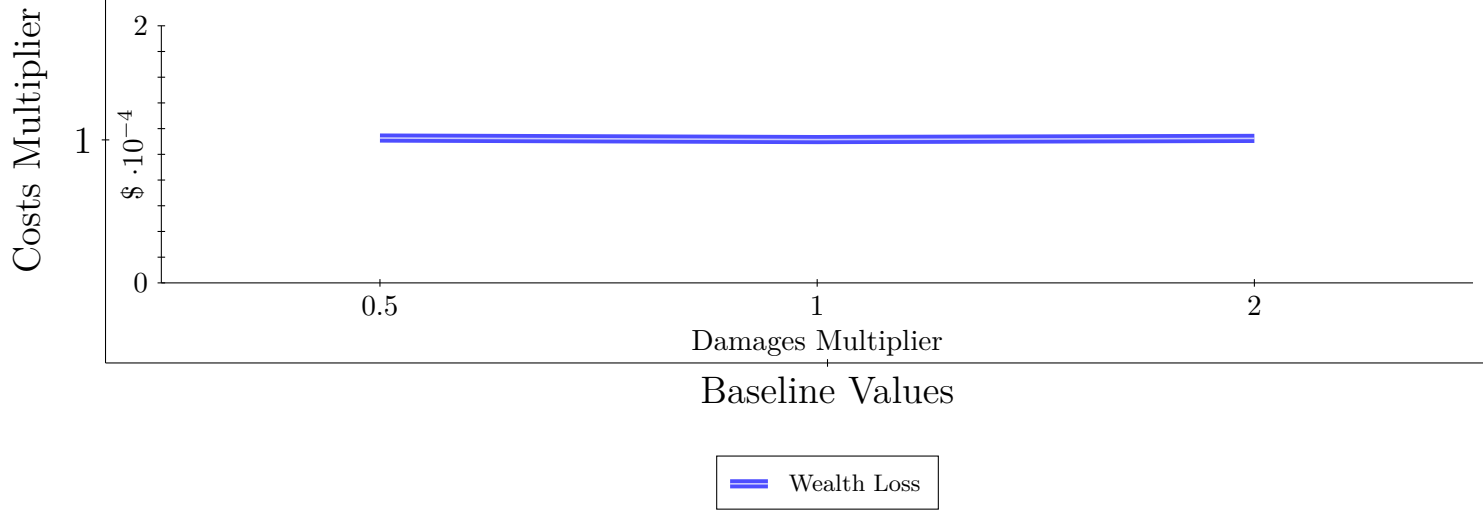 Costs Multiplier
1
$ ·10⁻⁴
2
0
0.5 1 2
Damages Multiplier
Baseline Values
Wealth Loss